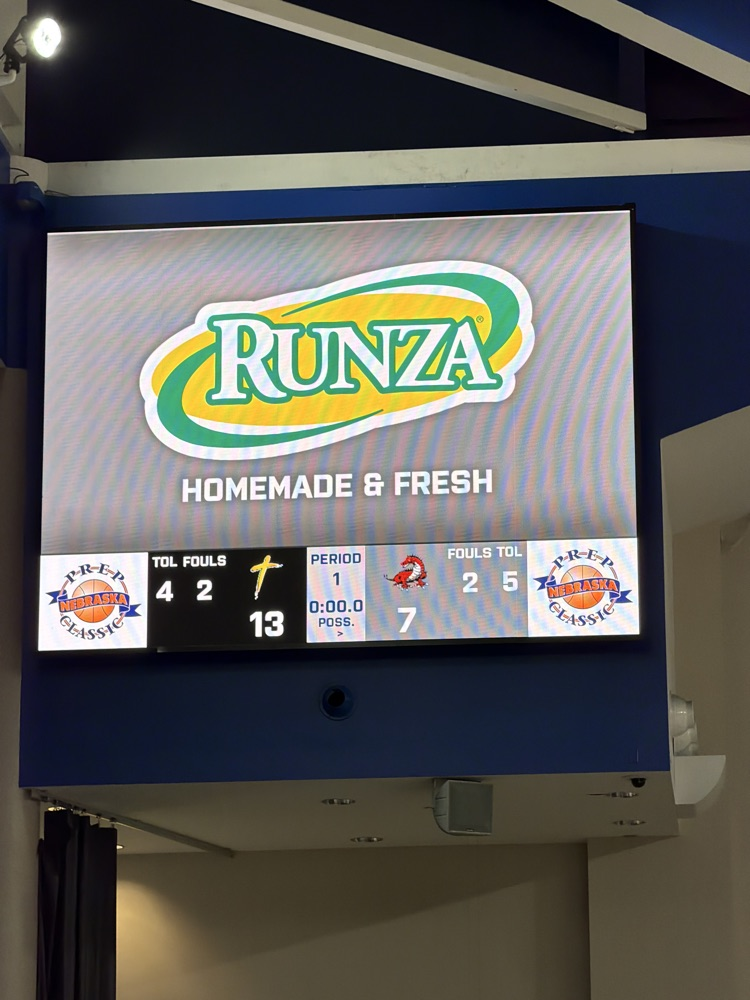 RUNZA®
HOMEMADE & FRESH
PREP
NEBRASKA
CLASSIC
TOL FOULS
4 2
13
PERIOD
1
0:00.0
POSS.
>
7
FOULS TOL
2 5
PREP
NEBRASKA
CLASSIC